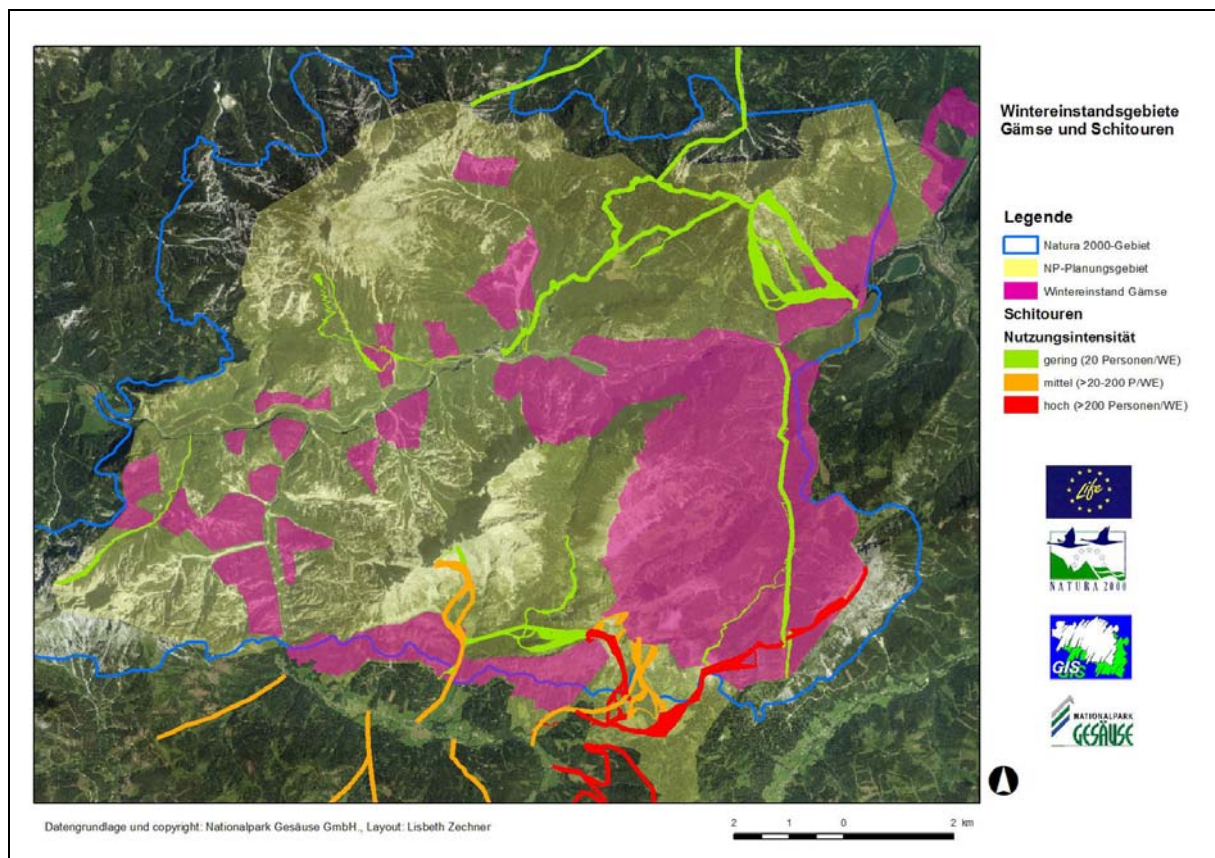 Wintereinstandsgebiete
Gämse und Schitouren
Legende
Natura 2000-Gebiet
NP-Planungsgebiet
Wintereinstand Gämse
Schitouren
Nutzungsintensität
gering (20 Personen/WE)
mittel (>20-200 P/WE)
hoch (>200 Personen/WE)
Life
NATURA 2000
GIS
GIS
NATIONALPARK
GESÄUSE
Datengrundlage und copyright: Nationalpark Gesäuse GmbH., Layout: Lisbeth Zechner
2 1 0 2 km